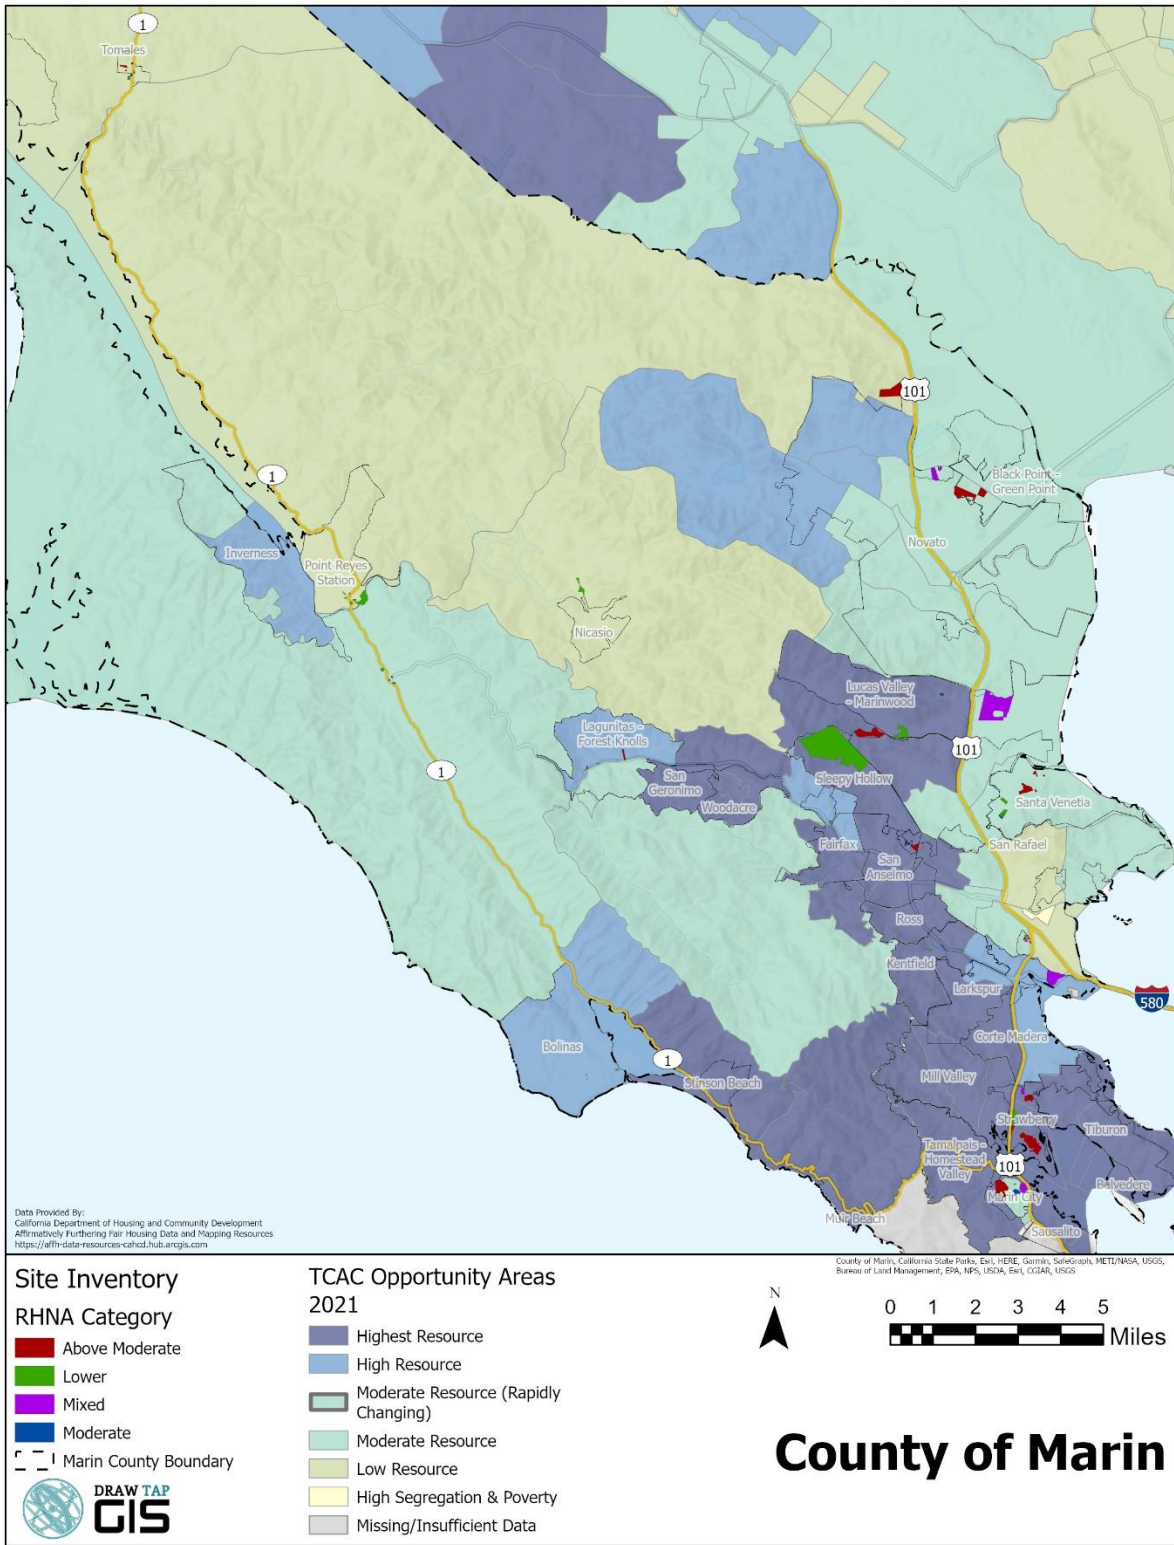 1
Tomales
101
Black Point -
Green Point
1
Novato
Inverness
Point Reyes
Station
Nicasio
Lucas Valley
- Marinwood
Lagunitas -
Forest Knolls
101
1
San
Geronimo
Sleepy Hollow
Woodacre
Santa Venetia
Fairfax
San Rafael
San
Anselmo
Ross
Kentfield
Larkspur
580
Corte Madera
Bolinas
1
Stinson Beach
Mill Valley
Strawberry
Tiburon
Tamalpais -
Homestead
Valley
101
Belvedere
Marin City
Muir Beach
Sausalito
Data Provided By:
California Department of Housing and Community Development
Affirmatively Furthering Fair Housing Data and Mapping Resources
https://affh-data-resources-cahcd.hub.arcgis.com
County of Marin, California State Parks, Esri, HERE, Garmin, SafeGraph, METI/NASA, USGS,
Bureau of Land Management, EPA, NPS, USDA, Esri, CGIAR, USGS
Site Inventory
RHNA Category
Above Moderate
Lower
Mixed
Moderate
Marin County Boundary
DRAW TAP
GIS
TCAC Opportunity Areas
2021
Highest Resource
High Resource
Moderate Resource (Rapidly
Changing)
Moderate Resource
Low Resource
High Segregation & Poverty
Missing/Insufficient Data
N
0 1 2 3 4 5
Miles
County of Marin